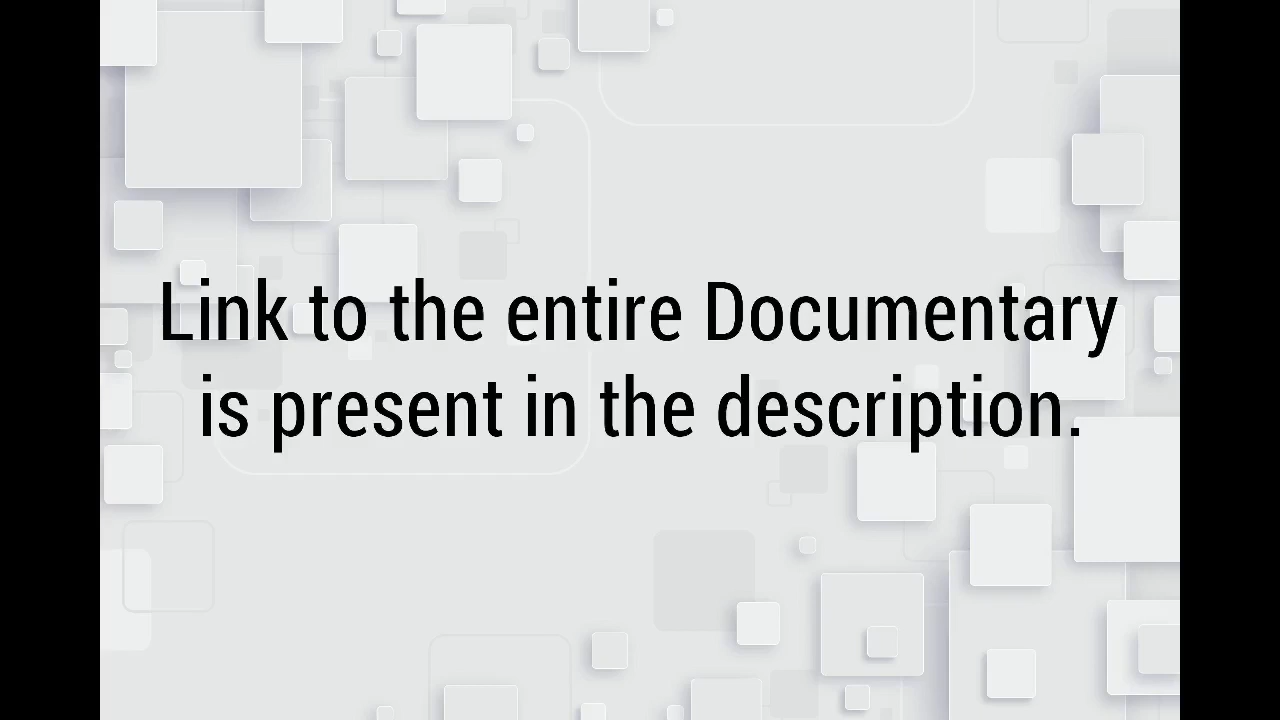 Link to the entire Documentary
is present in the description.